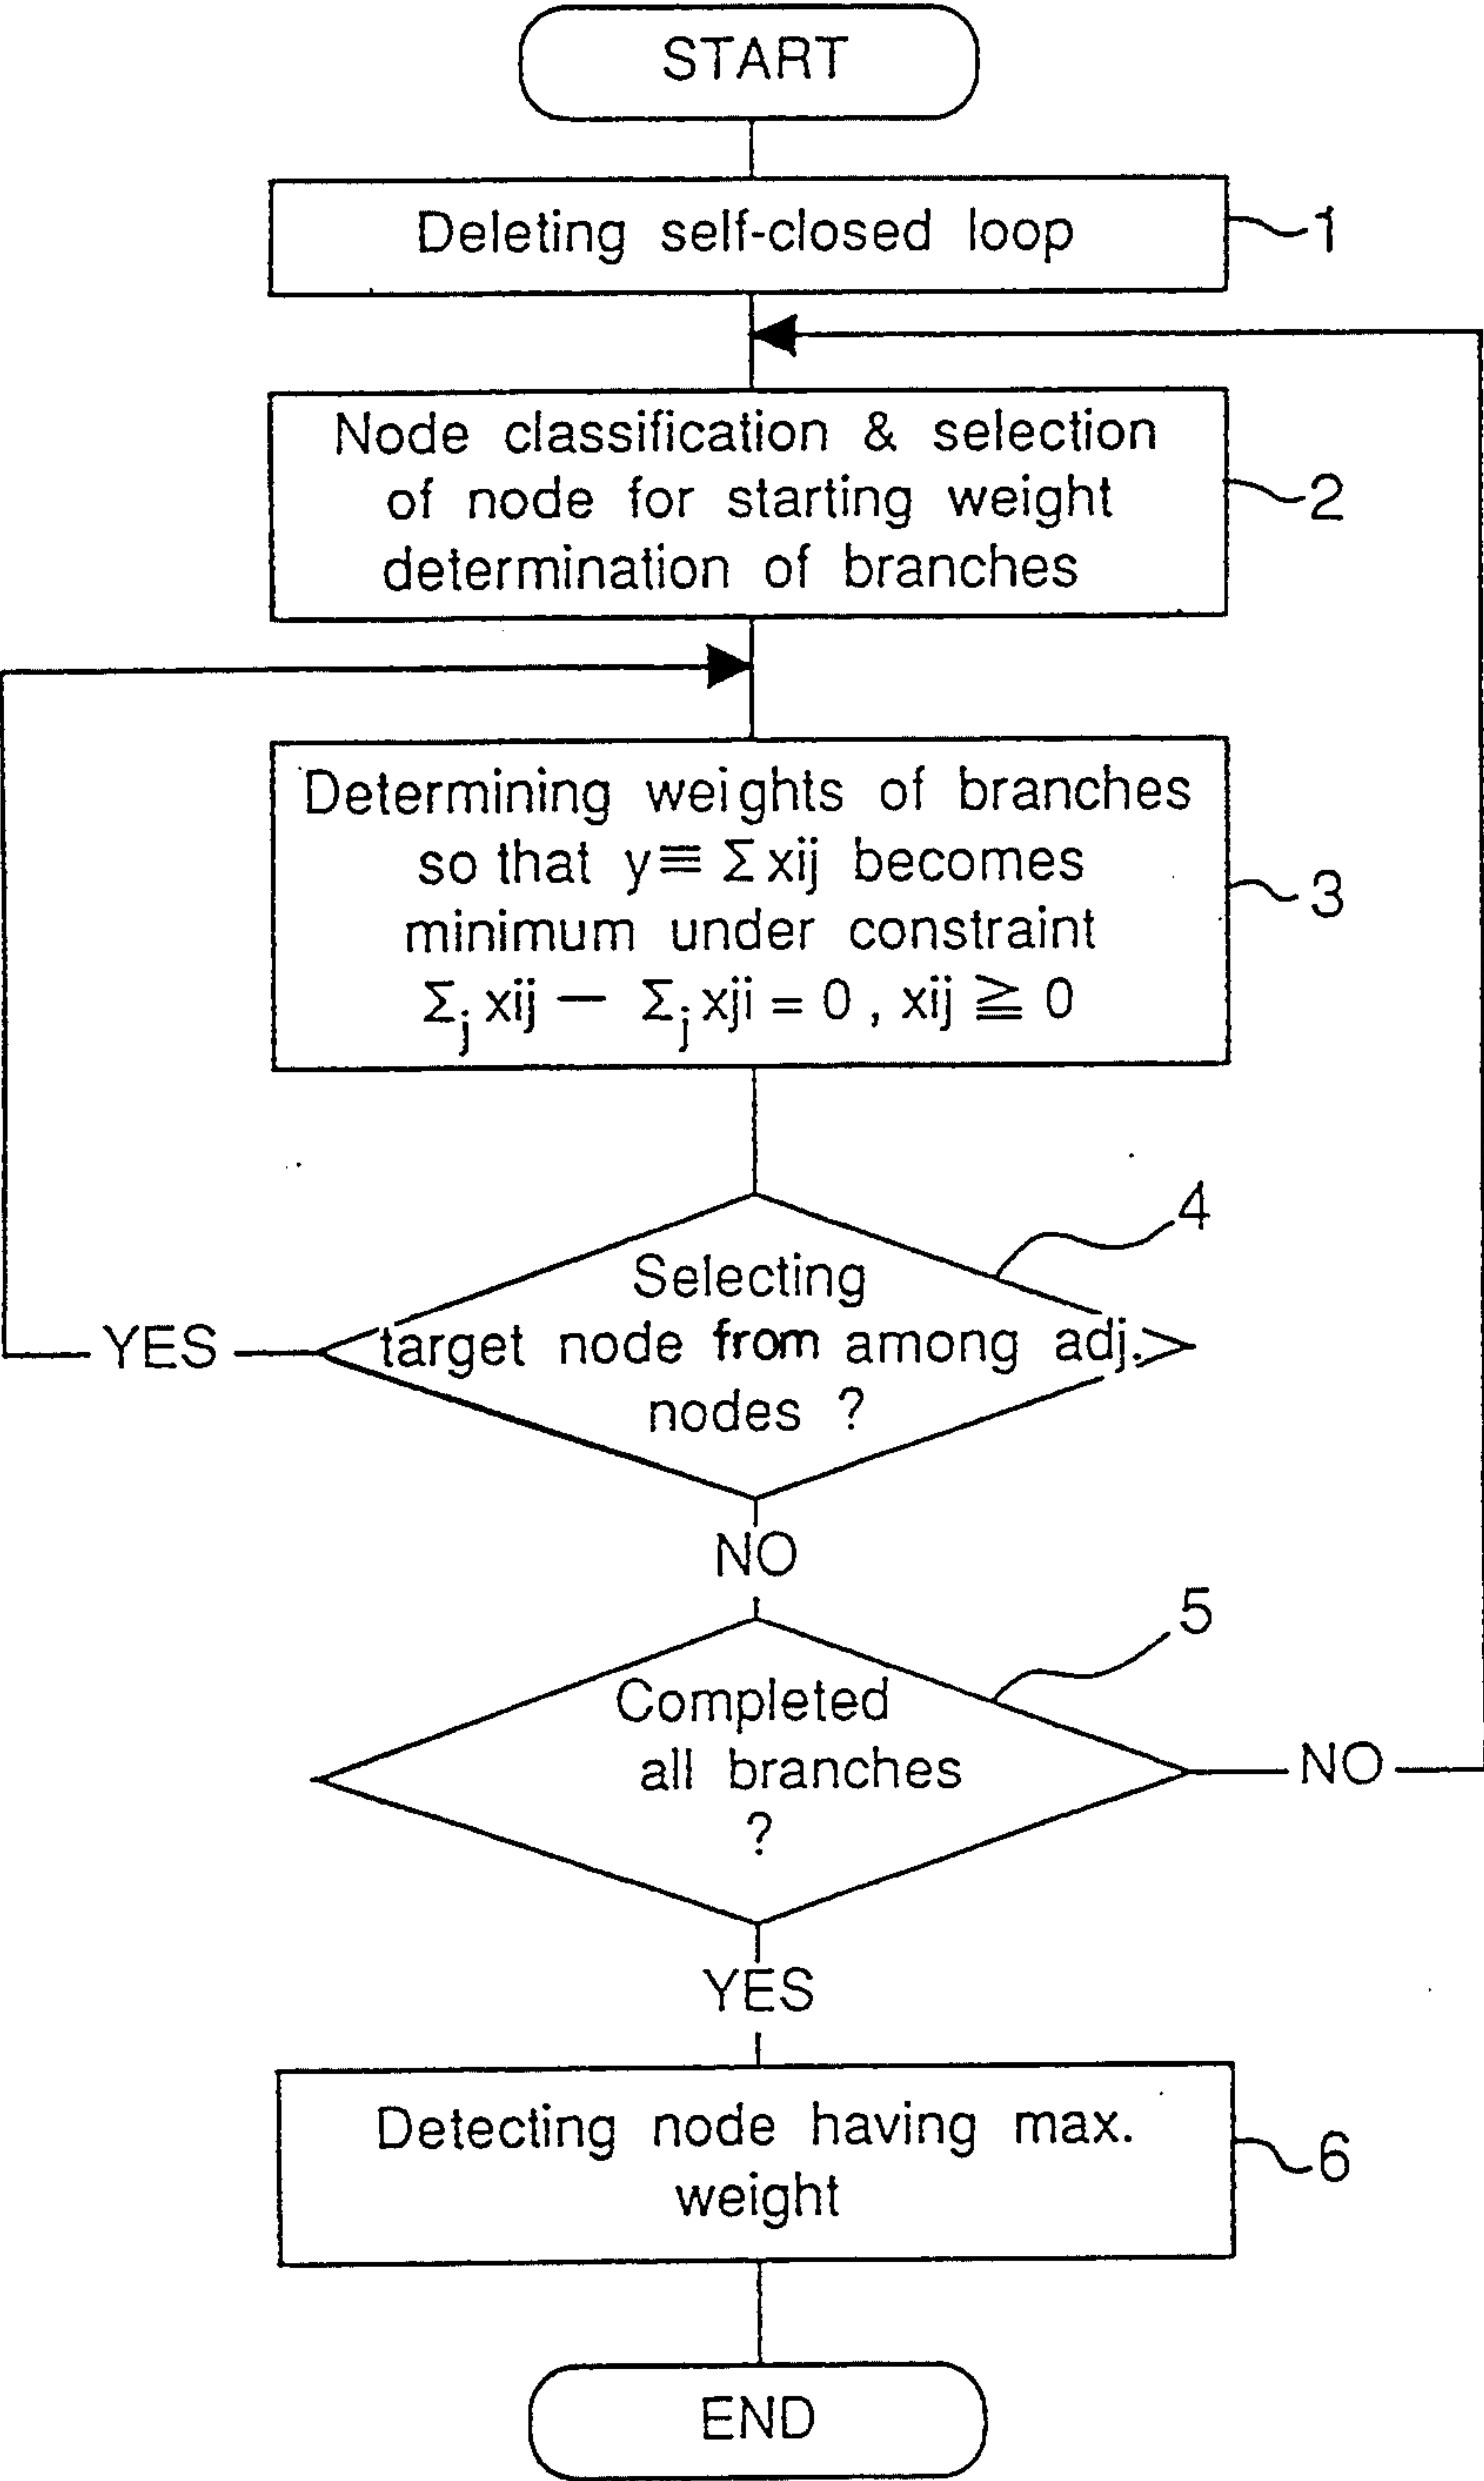 START
Deleting self-closed loop
1
Node classification & selection
of node for starting weight
determination of branches
2
Determining weights of branches
so that y≡ Σxij becomes
minimum under constraint
Σj xij — Σj xji = 0 , xij ≧ 0
3
4
Selecting
target node from among adj.
nodes ?
YES
NO
5
Completed
all branches
?
NO
YES
Detecting node having max.
weight
6
END